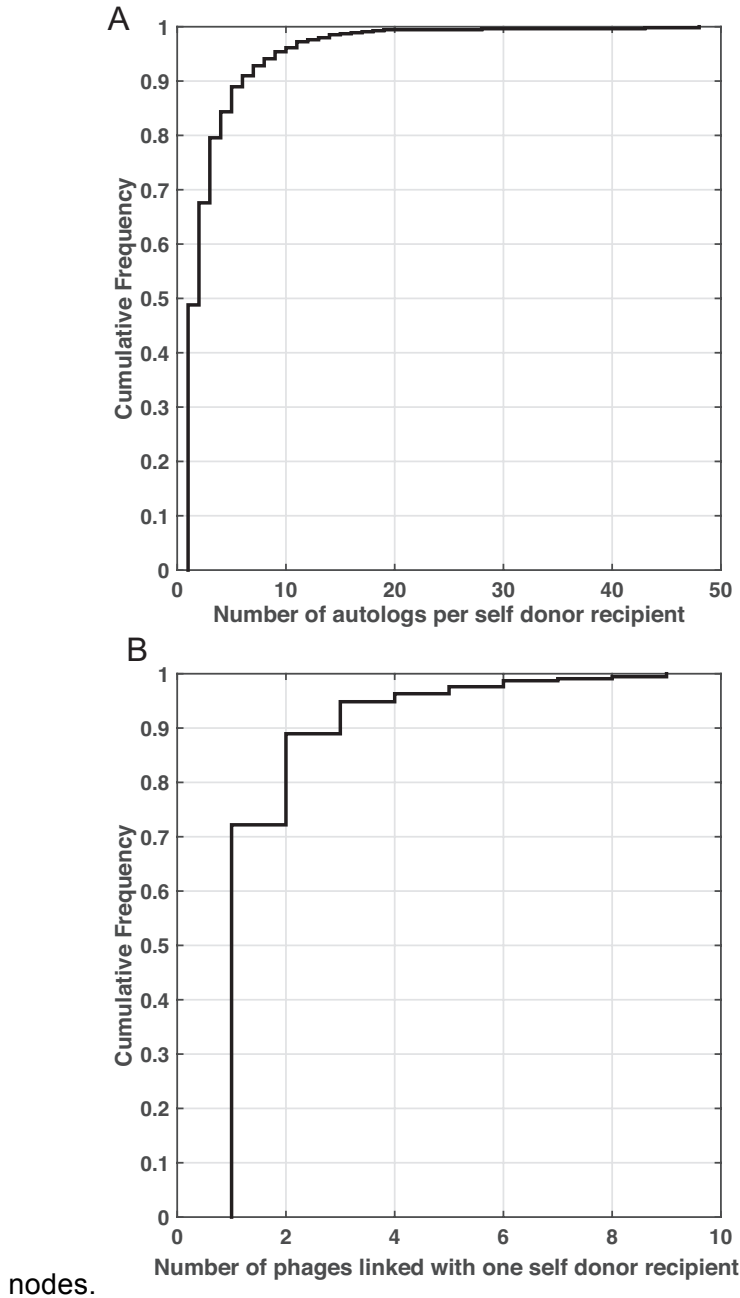 A
1
0.9
0.8
0.7
0.6
0.5
0.4
0.3
0.2
0.1
0
Cumulative Frequency
0 10 20 30 40 50
Number of autologs per self donor recipient
B
1
0.9
0.8
0.7
0.6
0.5
0.4
0.3
0.2
0.1
0
Cumulative Frequency
0 2 4 6 8 10
Number of phages linked with one self donor recipient
nodes.